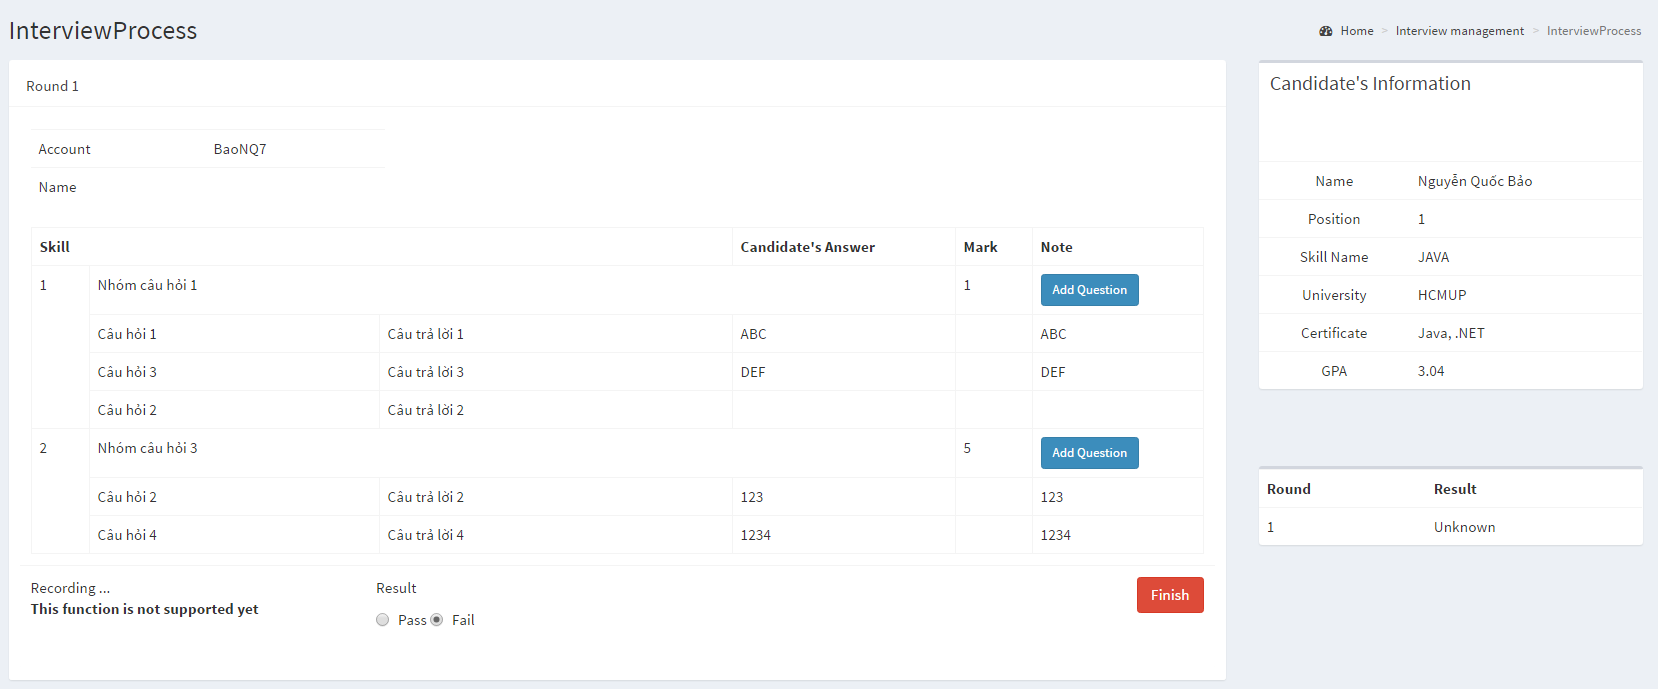 InterviewProcess
Home > Interview management > InterviewProcess
Round 1
Account BaoNQ7
Name
Skill Candidate's Answer Mark Note
1 Nhóm câu hỏi 1 1 Add Question
Câu hỏi 1 Câu trả lời 1 ABC ABC
Câu hỏi 3 Câu trả lời 3 DEF DEF
Câu hỏi 2 Câu trả lời 2
2 Nhóm câu hỏi 3 5 Add Question
Câu hỏi 2 Câu trả lời 2 123 123
Câu hỏi 4 Câu trả lời 4 1234 1234
Recording ... Result Finish
This function is not supported yet
Pass Fail
Candidate's Information
Name Nguyễn Quốc Bảo
Position 1
Skill Name JAVA
University HCMUP
Certificate Java, .NET
GPA 3.04
Round Result
1 Unknown